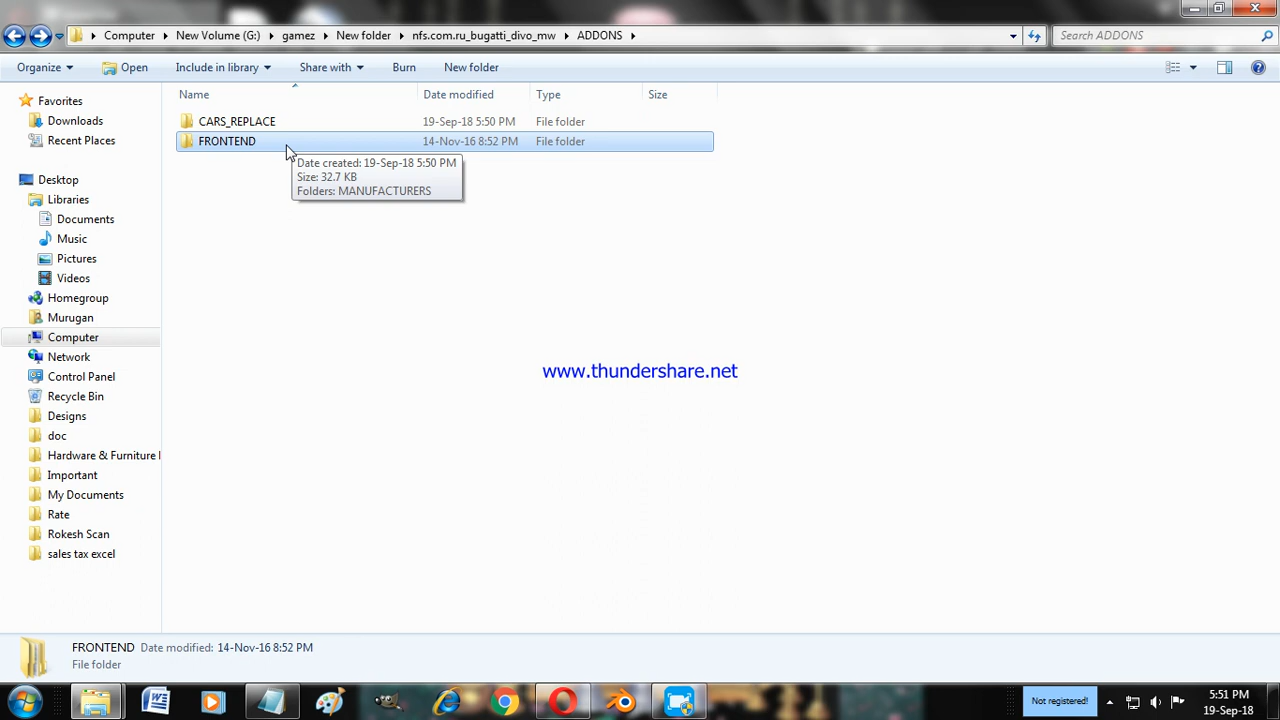 Computer New Volume (G:) gamez New folder nfs.com.ru_bugatti_divo_mw ADDONS Search ADDONS
Organize Open Include in library Share with Burn New folder
Name Date modified Type Size
CARS_REPLACE 19-Sep-18 5:50 PM File folder
FRONTEND 14-Nov-16 8:52 PM File folder
Date created: 19-Sep-18 5:50 PM
Size: 32.7 KB
Folders: MANUFACTURERS
Favorites
Downloads
Recent Places
Desktop
Libraries
Documents
Music
Pictures
Videos
Homegroup
Murugan
Computer
Network
Control Panel
Recycle Bin
Designs
doc
Hardware & Furniture
Important
My Documents
Rate
Rokesh Scan
sales tax excel
www.thundershare.net
FRONTEND Date modified: 14-Nov-16 8:52 PM
File folder
Not registered!
5:51 PM
19-Sep-18